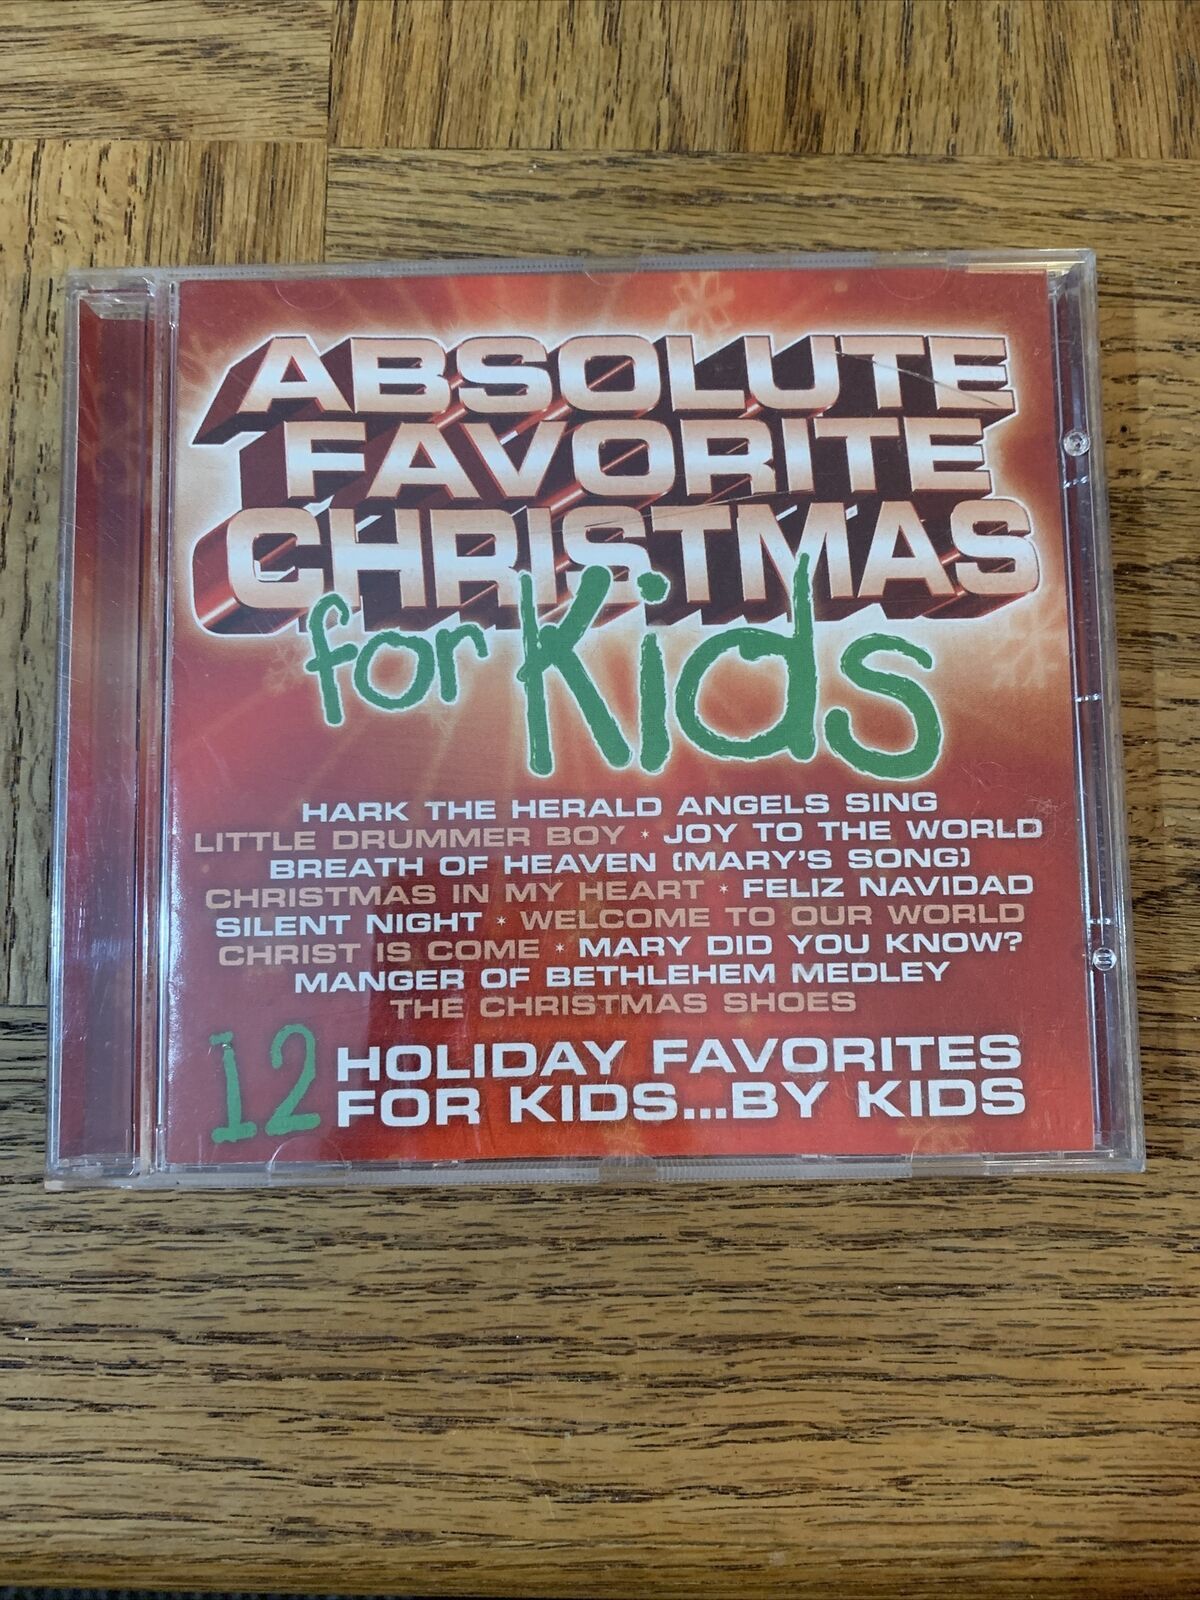 ABSOLUTE
FAVORITE
CHRISTMAS
for Kids
HARK THE HERALD ANGELS SING
LITTLE DRUMMER BOY * JOY TO THE WORLD
BREATH OF HEAVEN (MARY'S SONG)
CHRISTMAS IN MY HEART * FELIZ NAVIDAD
SILENT NIGHT * WELCOME TO OUR WORLD
CHRIST IS COME * MARY DID YOU KNOW?
MANGER OF BETHLEHEM MEDLEY
THE CHRISTMAS SHOES
12 HOLIDAY FAVORITES
FOR KIDS...BY KIDS